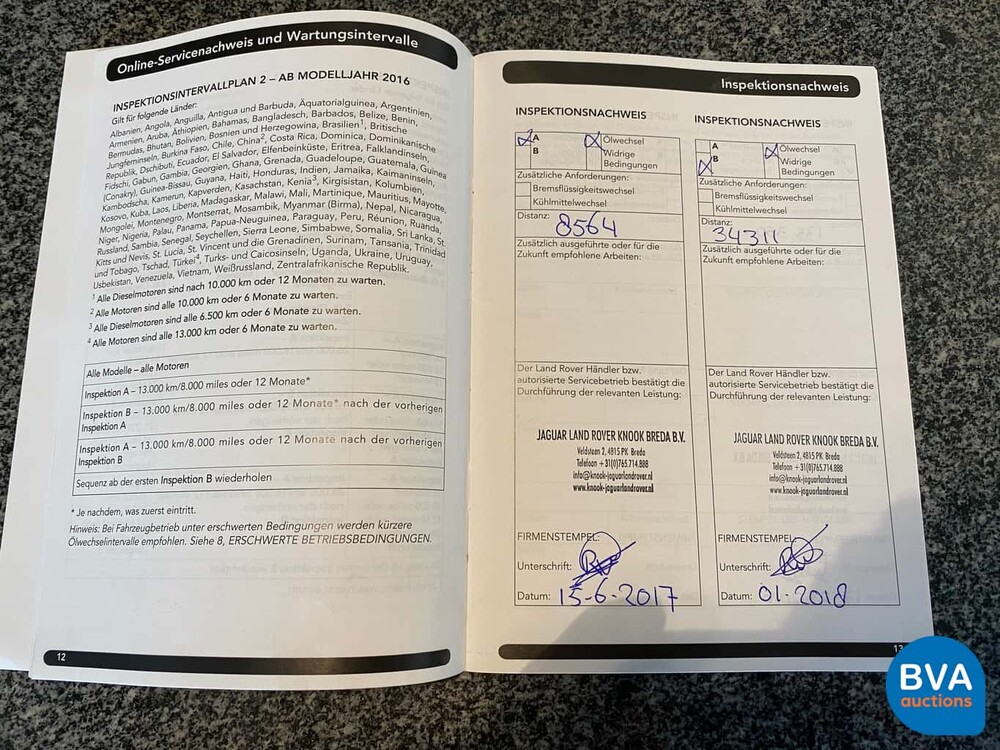 Online-Servicenachweis und Wartungsintervalle
INSPEKTIONSINTERVALLPLAN 2 – AB MODELLJAHR 2016
Gilt für folgende Länder:
Albanien, Angola, Anguilla, Antigua und Barbuda, Äquatorialguinea, Argentinien,
Armenien, Aruba, Äthiopien, Bahamas, Bangladesch, Barbados, Belize, Benin,
Bermudas, Bhutan, Bolivien, Bosnien und Herzegowina, Brasilien¹, Britische
Jungferninseln, Burkina Faso, Chile, China², Costa Rica, Dominica, Dominikanische
Republik, Dschibuti, Ecuador, El Salvador, Elfenbeinküste, Eritrea, Falklandinseln,
Fidschi, Gabun, Gambia, Georgien, Ghana, Grenada, Guadeloupe, Guatemala, Guinea
(Conakry), Guinea-Bissau, Guyana, Haiti, Honduras, Indien, Jamaika, Kaimaninseln,
Kambodscha, Kamerun, Kapverden, Kasachstan, Kenia³, Kirgisistan, Kolumbien,
Kosovo, Kuba, Laos, Liberia, Madagaskar, Malawi, Mali, Martinique, Mauritius, Mayotte,
Mongolei, Montenegro, Montserrat, Mosambik, Myanmar (Birma), Nepal, Nicaragua,
Niger, Nigeria, Palau, Panama, Papua-Neuguinea, Paraguay, Peru, Réunion, Ruanda,
Russland, Sambia, Senegal, Seychellen, Sierra Leone, Simbabwe, Somalia, Sri Lanka, St.
Kitts und Nevis, St. Lucia, St. Vincent und die Grenadinen, Surinam, Tansania, Trinidad
und Tobago, Tschad, Türkei⁴, Turks- und Caicosinseln, Uganda, Ukraine, Uruguay,
Usbekistan, Venezuela, Vietnam, Weißrussland, Zentralafrikanische Republik.
¹ Alle Dieselmotoren sind nach 10.000 km oder 12 Monaten zu warten.
² Alle Motoren sind alle 10.000 km oder 6 Monate zu warten.
³ Alle Dieselmotoren sind alle 6.500 km oder 6 Monate zu warten.
⁴ Alle Motoren sind alle 13.000 km oder 6 Monate zu warten.
Alle Modelle – alle Motoren
Inspektion A – 13.000 km/8.000 miles oder 12 Monate*
Inspektion B – 13.000 km/8.000 miles oder 12 Monate* nach der vorherigen
Inspektion A
Inspektion A – 13.000 km/8.000 miles oder 12 Monate nach der vorherigen
Inspektion B
Sequenz ab der ersten Inspektion B wiederholen
* Je nachdem, was zuerst eintritt.
Hinweis: Bei Fahrzeugbetrieb unter erschwerten Bedingungen werden kürzere
Ölwechselintervalle empfohlen. Siehe 8, ERSCHWERTE BETRIEBSBEDINGUNGEN.
12
Inspektionsnachweis
INSPEKTIONSNACHWEIS
A
B
Ölwechsel
Widrige
Bedingungen
Zusätzliche Anforderungen:
Bremsflüssigkeitswechsel
Kühlmittelwechsel
Distanz:
8564
Zusätzlich ausgeführte oder für die
Zukunft empfohlene Arbeiten:
Der Land Rover Händler bzw.
autorisierte Servicebetrieb bestätigt die
Durchführung der relevanten Leistung:
JAGUAR LAND ROVER KNOOK BREDA B.V.
Veldsteen 2, 4815 PK Breda
Telefoon +31(0)765.714.888
info@knook-jaguarlandrover.nl
www.knook-jaguarlandrover.nl
FIRMENSTEMPEL:
Unterschrift:
Datum: 15-6-2017
INSPEKTIONSNACHWEIS
A
B
Ölwechsel
Widrige
Bedingungen
Zusätzliche Anforderungen:
Bremsflüssigkeitswechsel
Kühlmittelwechsel
Distanz:
34311
Zusätzlich ausgeführte oder für die
Zukunft empfohlene Arbeiten:
Der Land Rover Händler bzw.
autorisierte Servicebetrieb bestätigt die
Durchführung der relevanten Leistung:
JAGUAR LAND ROVER KNOOK BREDA B.V.
Veldsteen 2, 4815 PK Breda
Telefoon +31(0)765.714.888
info@knook-jaguarlandrover.nl
www.knook-jaguarlandrover.nl
FIRMENSTEMPEL:
Unterschrift:
Datum: 01-2018
13
BVA
auctions